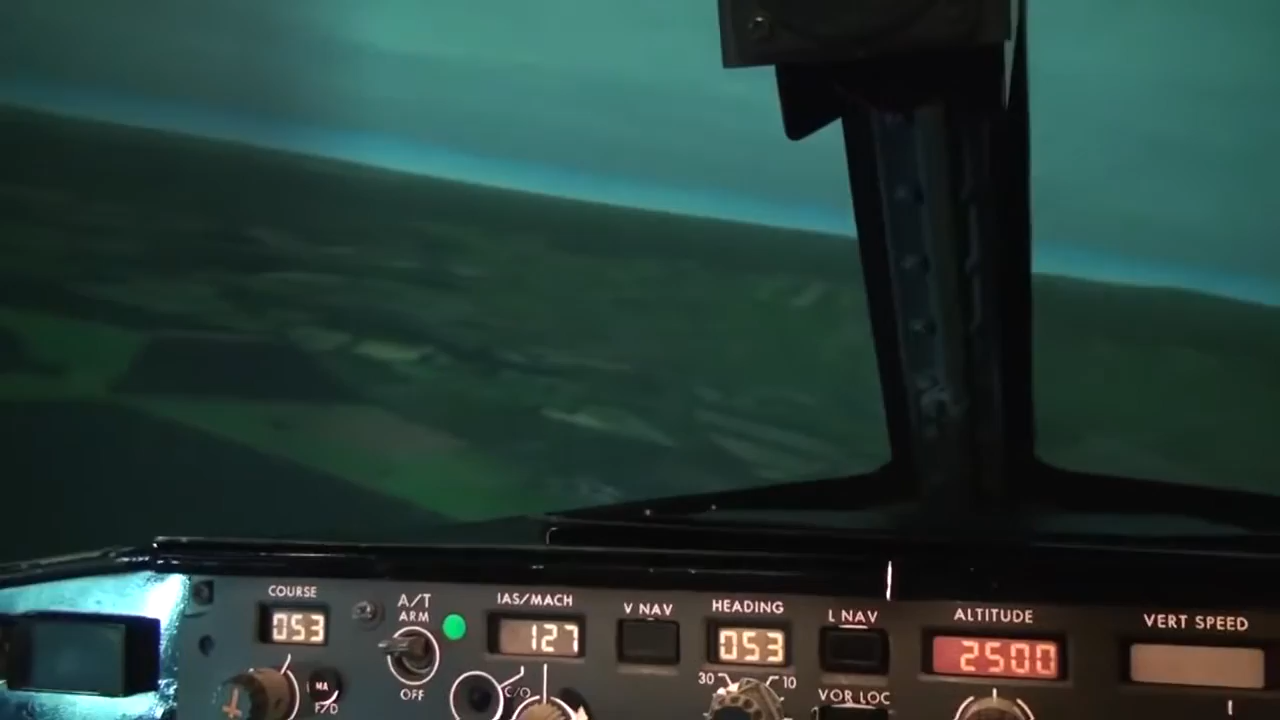 COURSE
053
MA
F/D
A/T
ARM
OFF
IAS/MACH
127
C/O
V NAV
HEADING
053
30
10
L NAV
VOR LOC
ALTITUDE
2500
VERT SPEED